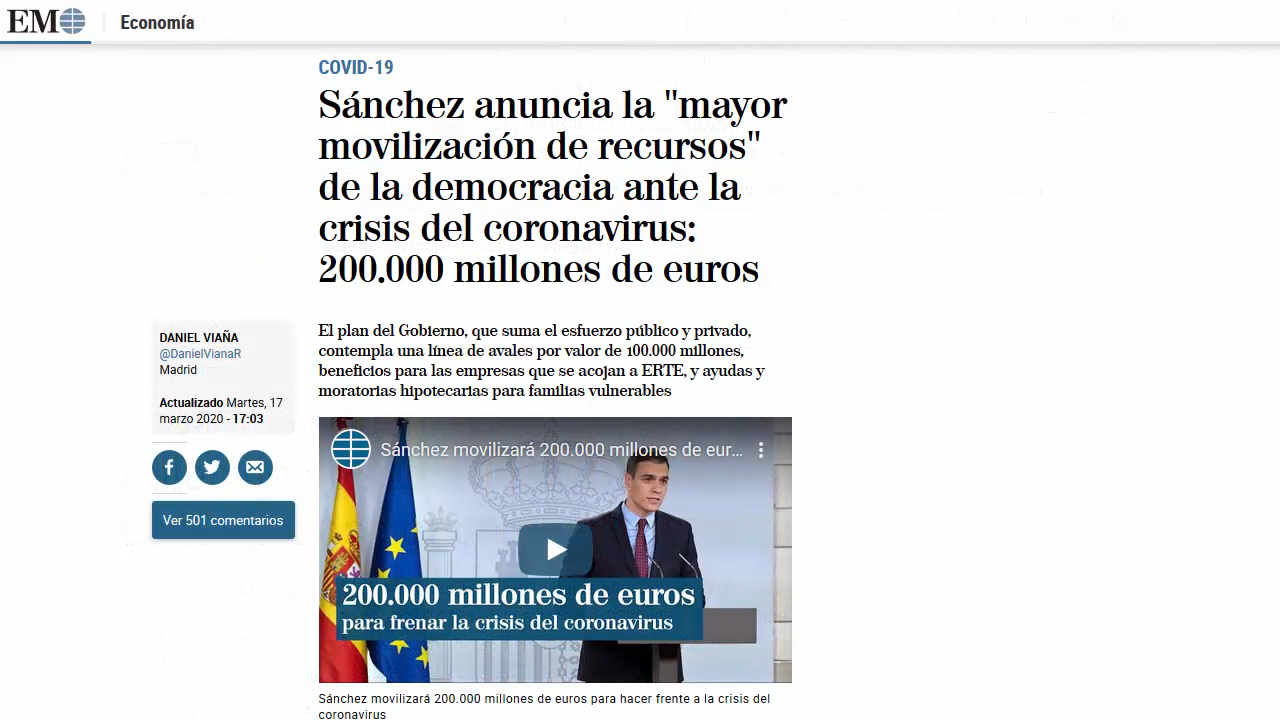 EM
Economía
COVID-19
Sánchez anuncia la "mayor
movilización de recursos"
de la democracia ante la
crisis del coronavirus:
200.000 millones de euros
El plan del Gobierno, que suma el esfuerzo público y privado,
contempla una línea de avales por valor de 100.000 millones,
beneficios para las empresas que se acojan a ERTE, y ayudas y
moratorias hipotecarias para familias vulnerables
DANIEL VIAÑA
@DanielVianaR
Madrid
Actualizado Martes, 17
marzo 2020 - 17:03
Ver 501 comentarios
Sánchez movilizará 200.000 millones de eur...
200.000 millones de euros
para frenar la crisis del coronavirus
Sánchez movilizará 200.000 millones de euros para hacer frente a la crisis del
coronavirus